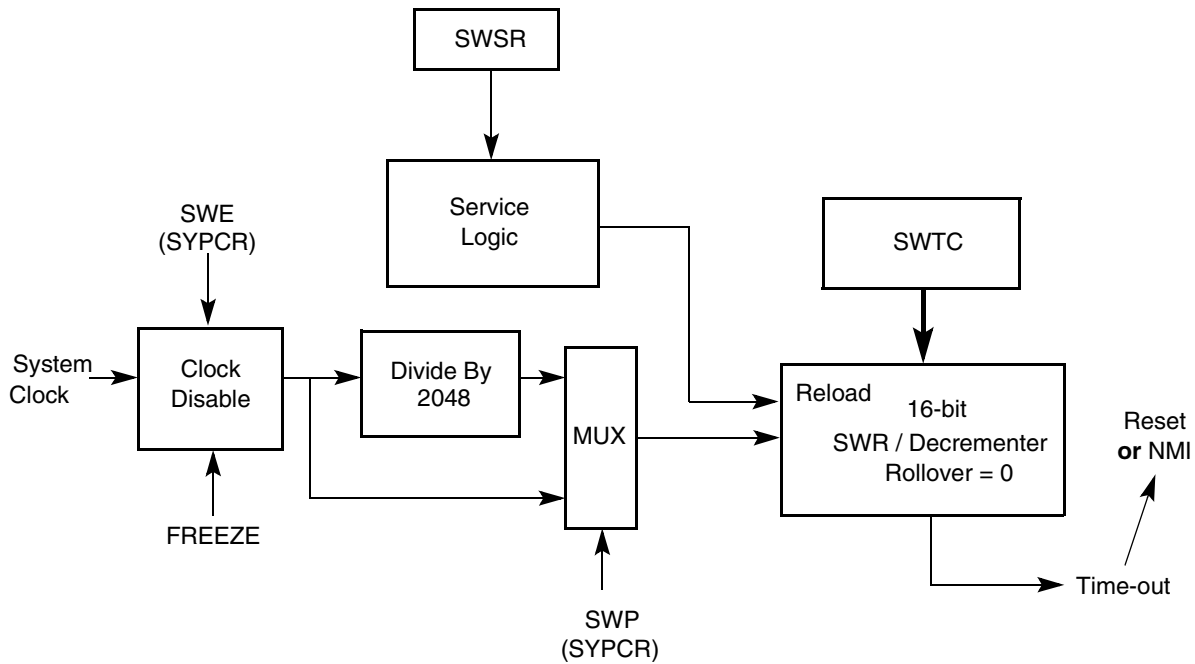 SWSR
Service
Logic
SWE
(SYPCR)
SWTC
System
Clock
Clock
Disable
Divide By
2048
MUX
Reload
16-bit
SWR / Decrementer
Rollover = 0
Reset
or NMI
FREEZE
Time-out
SWP
(SYPCR)